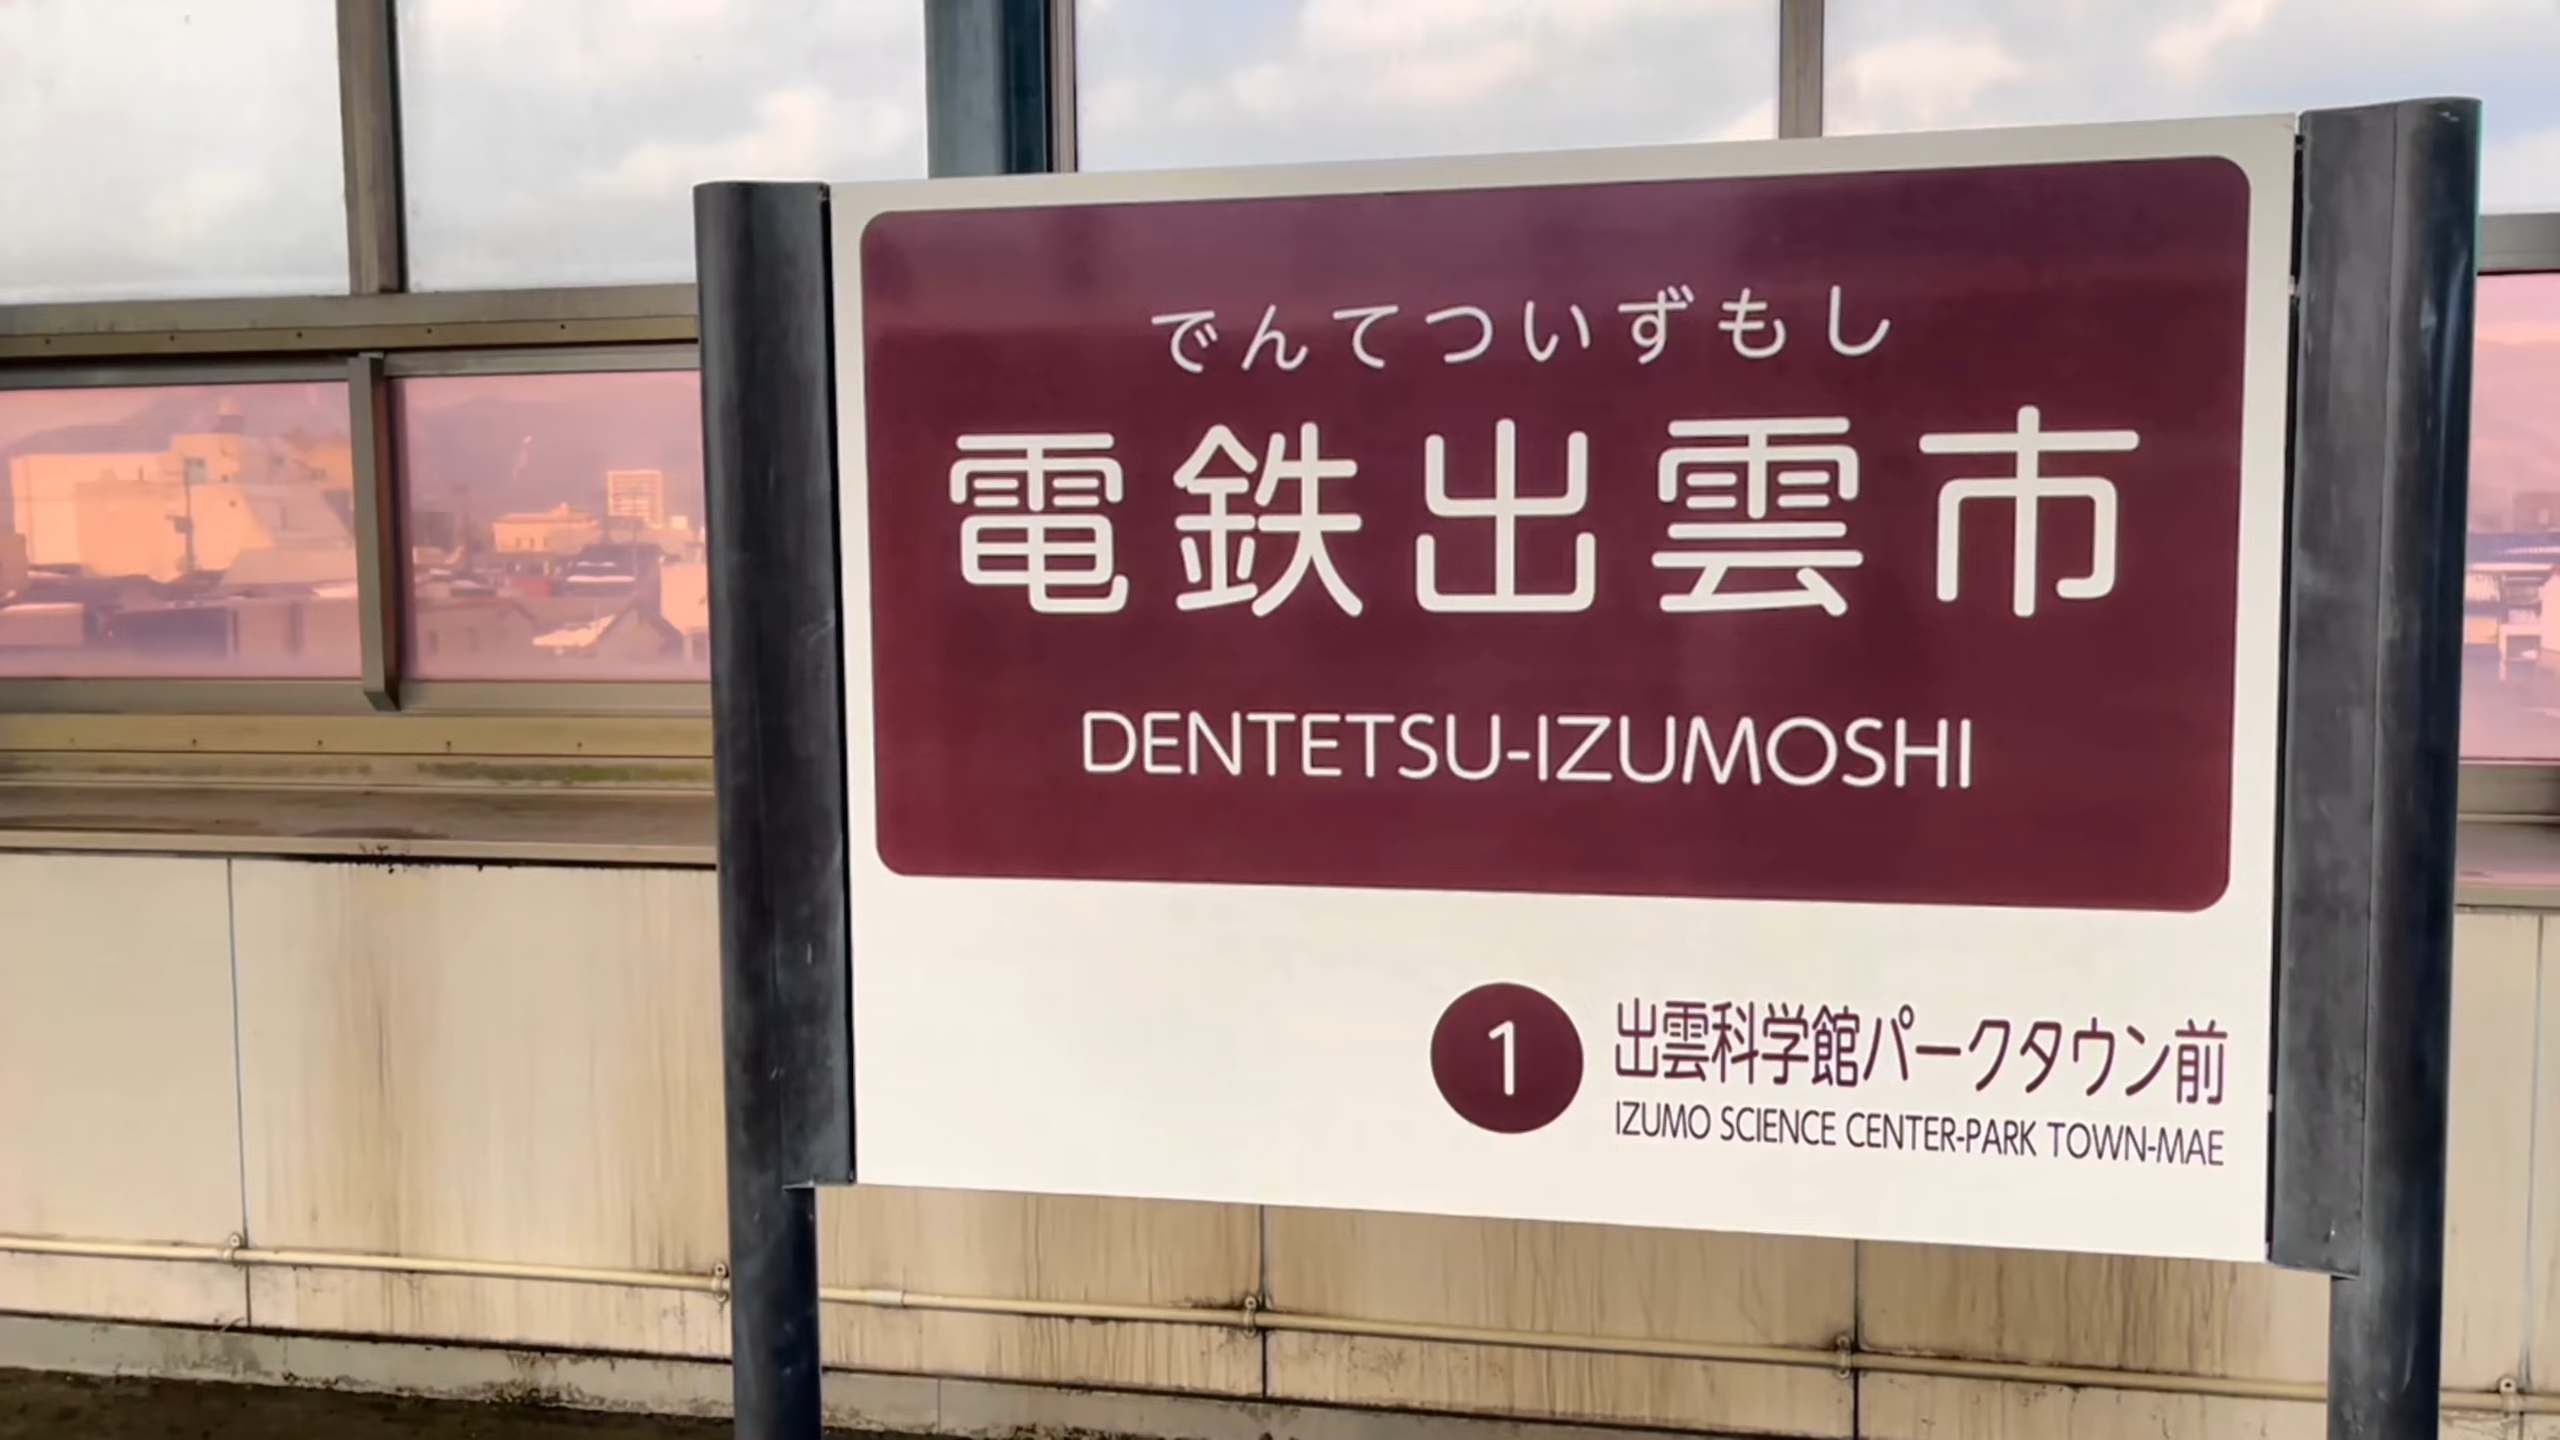 でんてついずもし
電鉄出雲市
DENTETSU-IZUMOSHI
1 出雲科学館パークタウン前
IZUMO SCIENCE CENTER-PARK TOWN-MAE